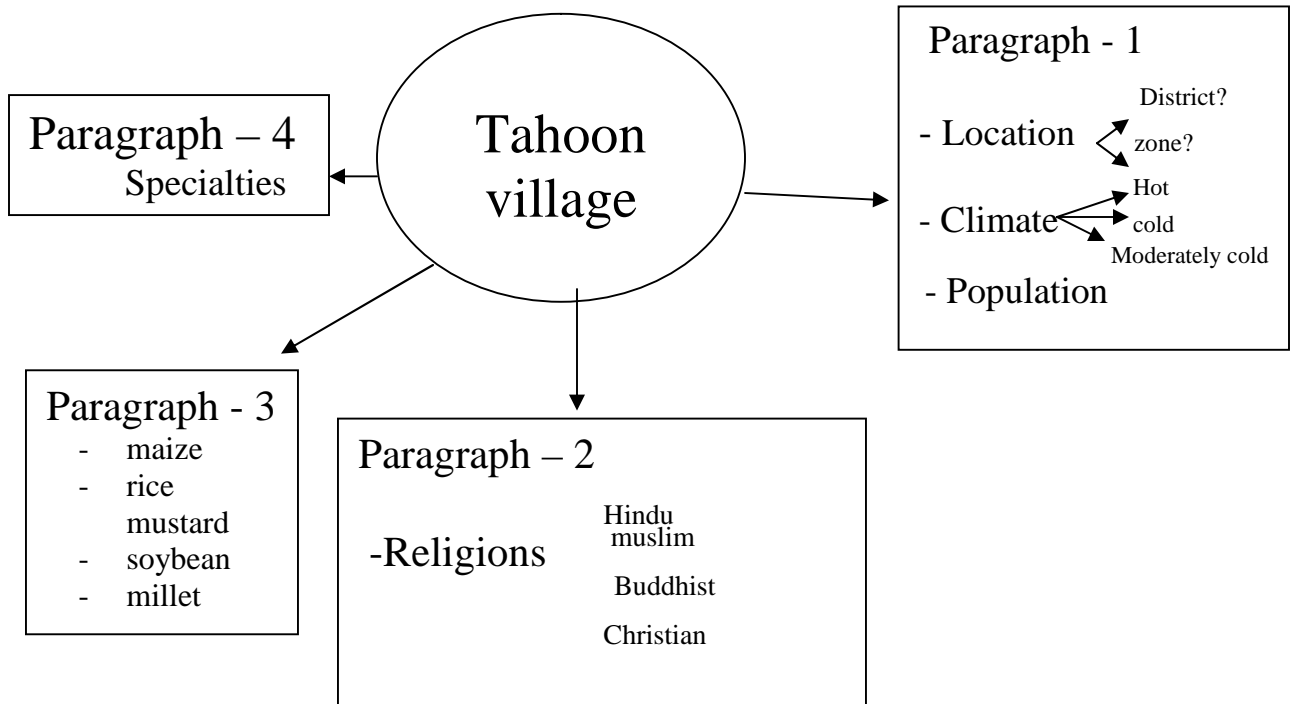 Tahoon
village
Paragraph - 1
- Location
District?
zone?
- Climate
Hot
cold
Moderately cold
- Population
Paragraph – 2
-Religions
Hindu
muslim
Buddhist
Christian
Paragraph - 3
- maize
- rice
mustard
- soybean
- millet
Paragraph – 4
Specialties